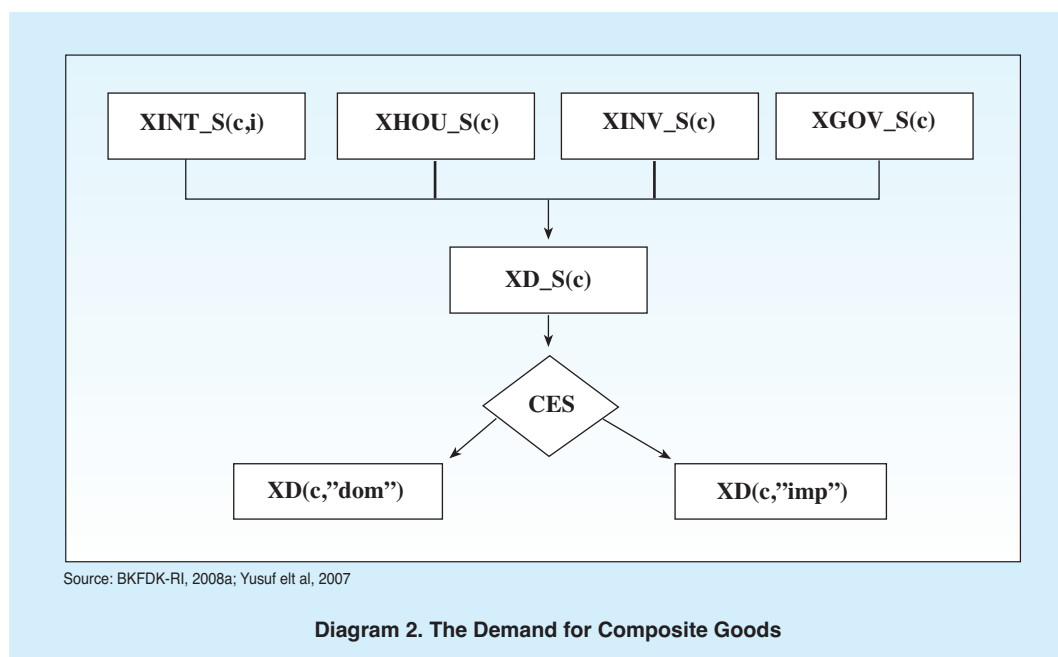 XINT_S(c,i) XHOU_S(c) XINV_S(c) XGOV_S(c)
XD_S(c)
CES
XD(c,”dom”) XD(c,”imp”)
Source: BKFDK-RI, 2008a; Yusuf elt al, 2007
Diagram 2. The Demand for Composite Goods